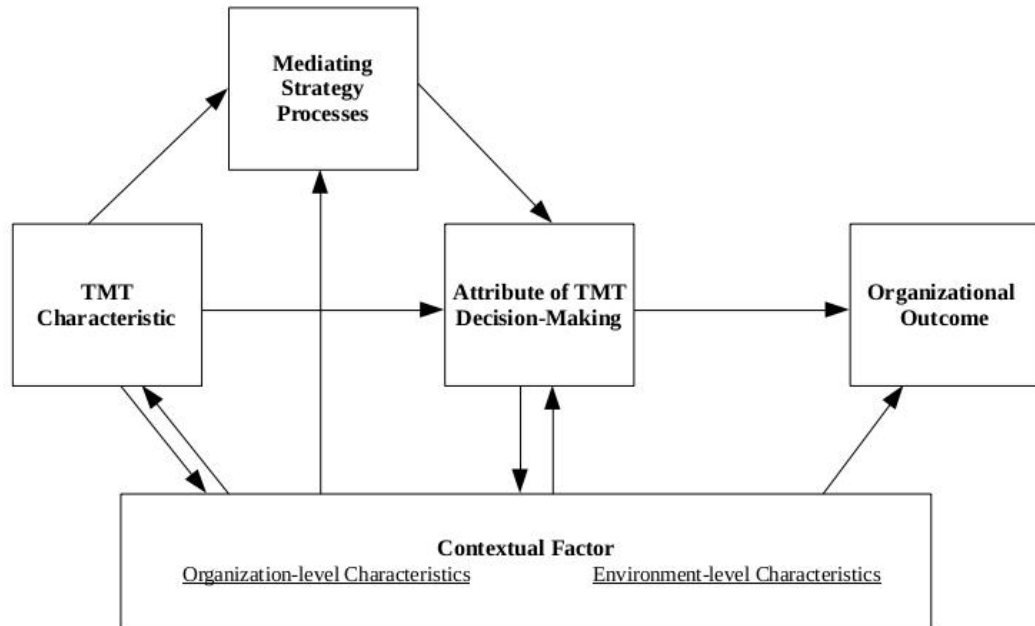 Mediating
Strategy
Processes
TMT
Characteristic
Attribute of TMT
Decision-Making
Organizational
Outcome
Contextual Factor
Organization-level Characteristics
Environment-level Characteristics